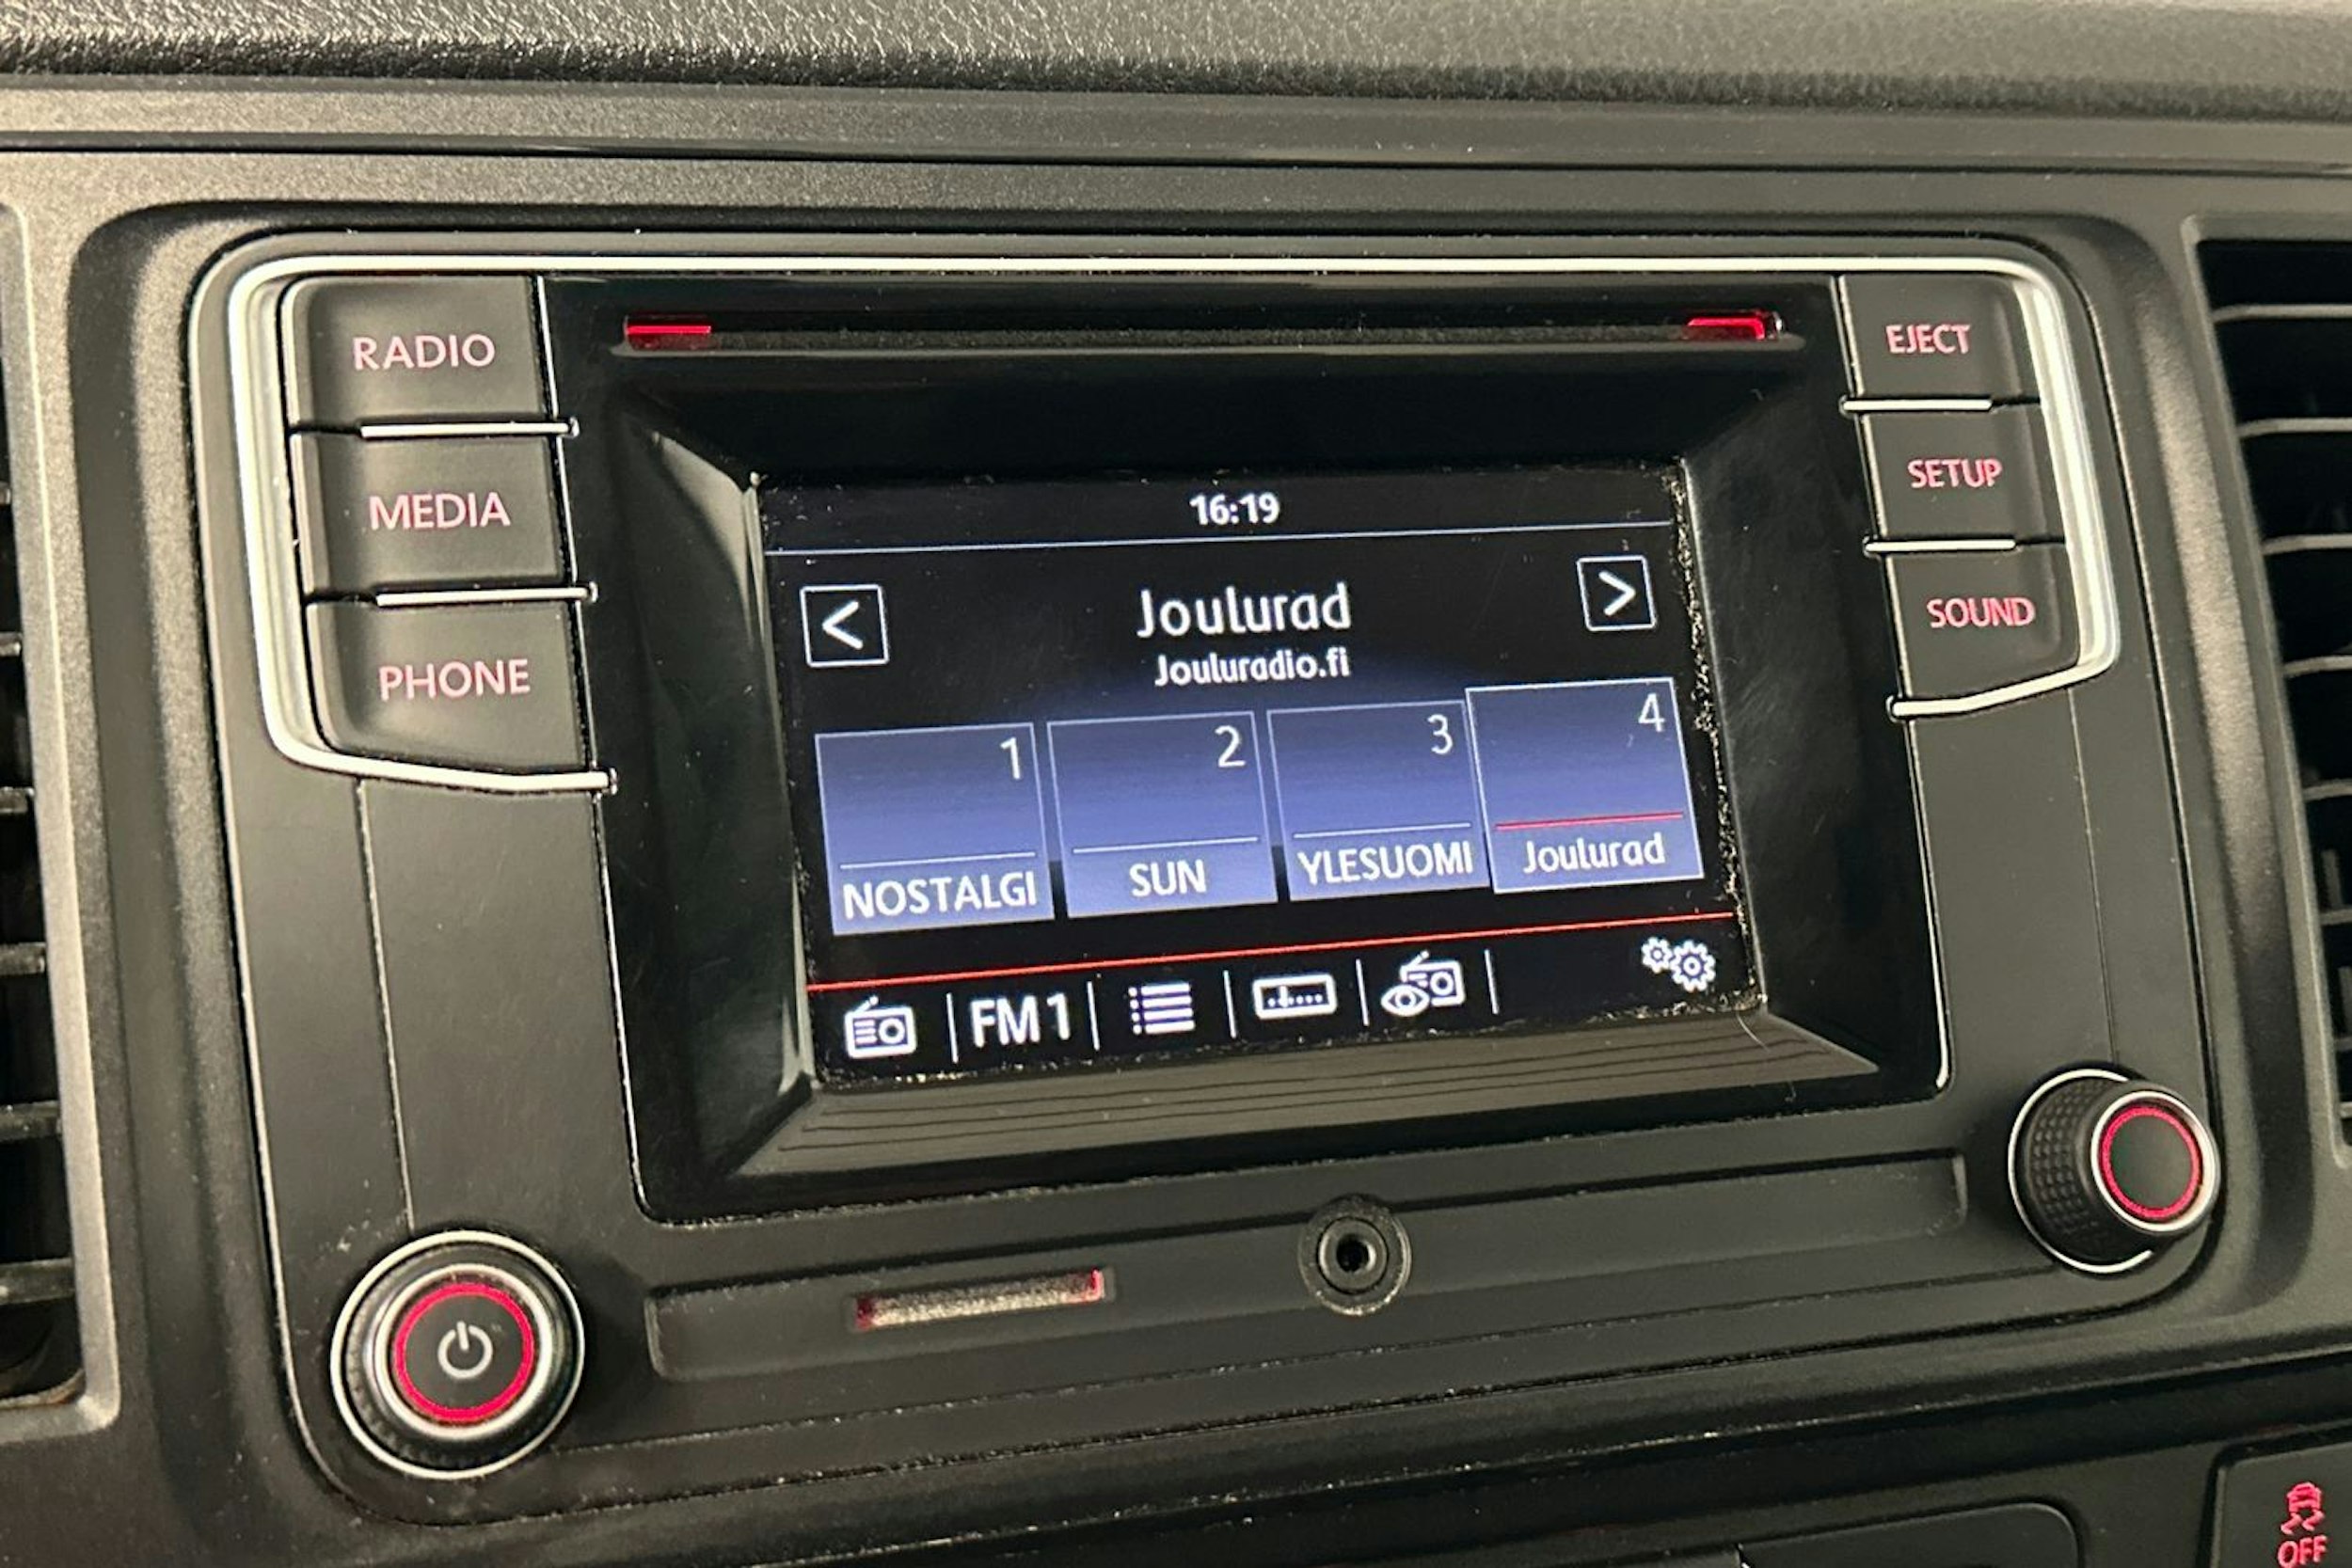 RADIO
MEDIA
PHONE
EJECT
SETUP
SOUND
16:19
< >
Joulurad
Jouluradio.fi
1 2 3 4
NOSTALGI SUN YLESUOMI Joulurad
FM1
OFF